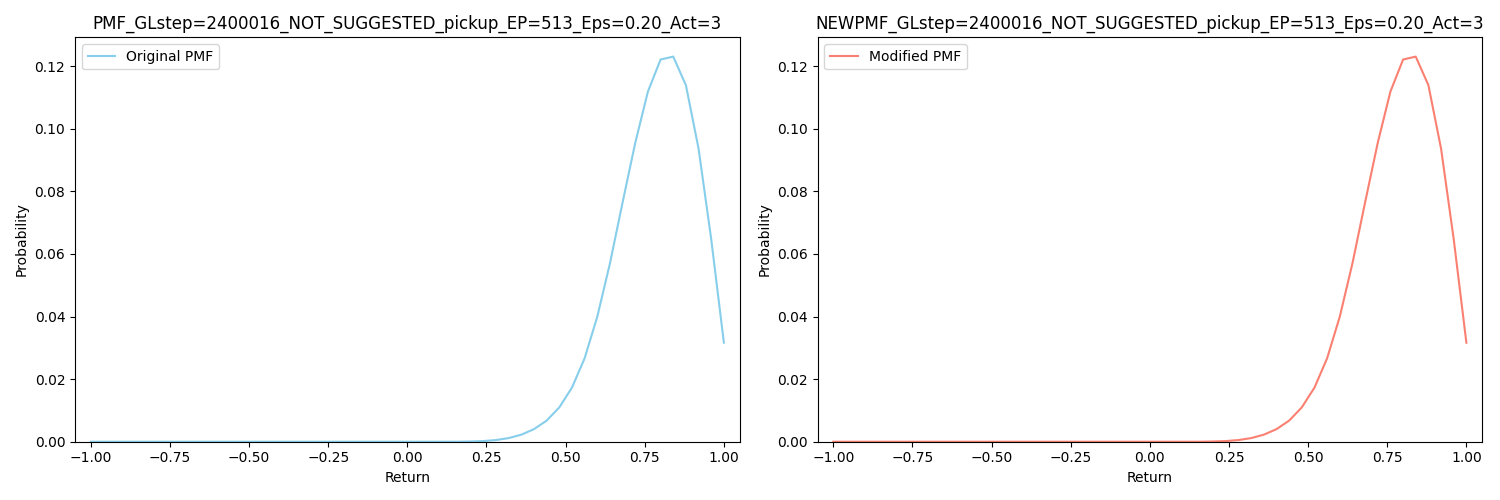 PMF_GLstep=2400016_NOT_SUGGESTED_pickup_EP=513_Eps=0.20_Act=3
Original PMF
Probability
0.12
0.10
0.08
0.06
0.04
0.02
0.00
−1.00 −0.75 −0.50 −0.25 0.00 0.25 0.50 0.75 1.00
Return
NEWPMF_GLstep=2400016_NOT_SUGGESTED_pickup_EP=513_Eps=0.20_Act=3
Modified PMF
Probability
0.12
0.10
0.08
0.06
0.04
0.02
0.00
−1.00 −0.75 −0.50 −0.25 0.00 0.25 0.50 0.75 1.00
Return